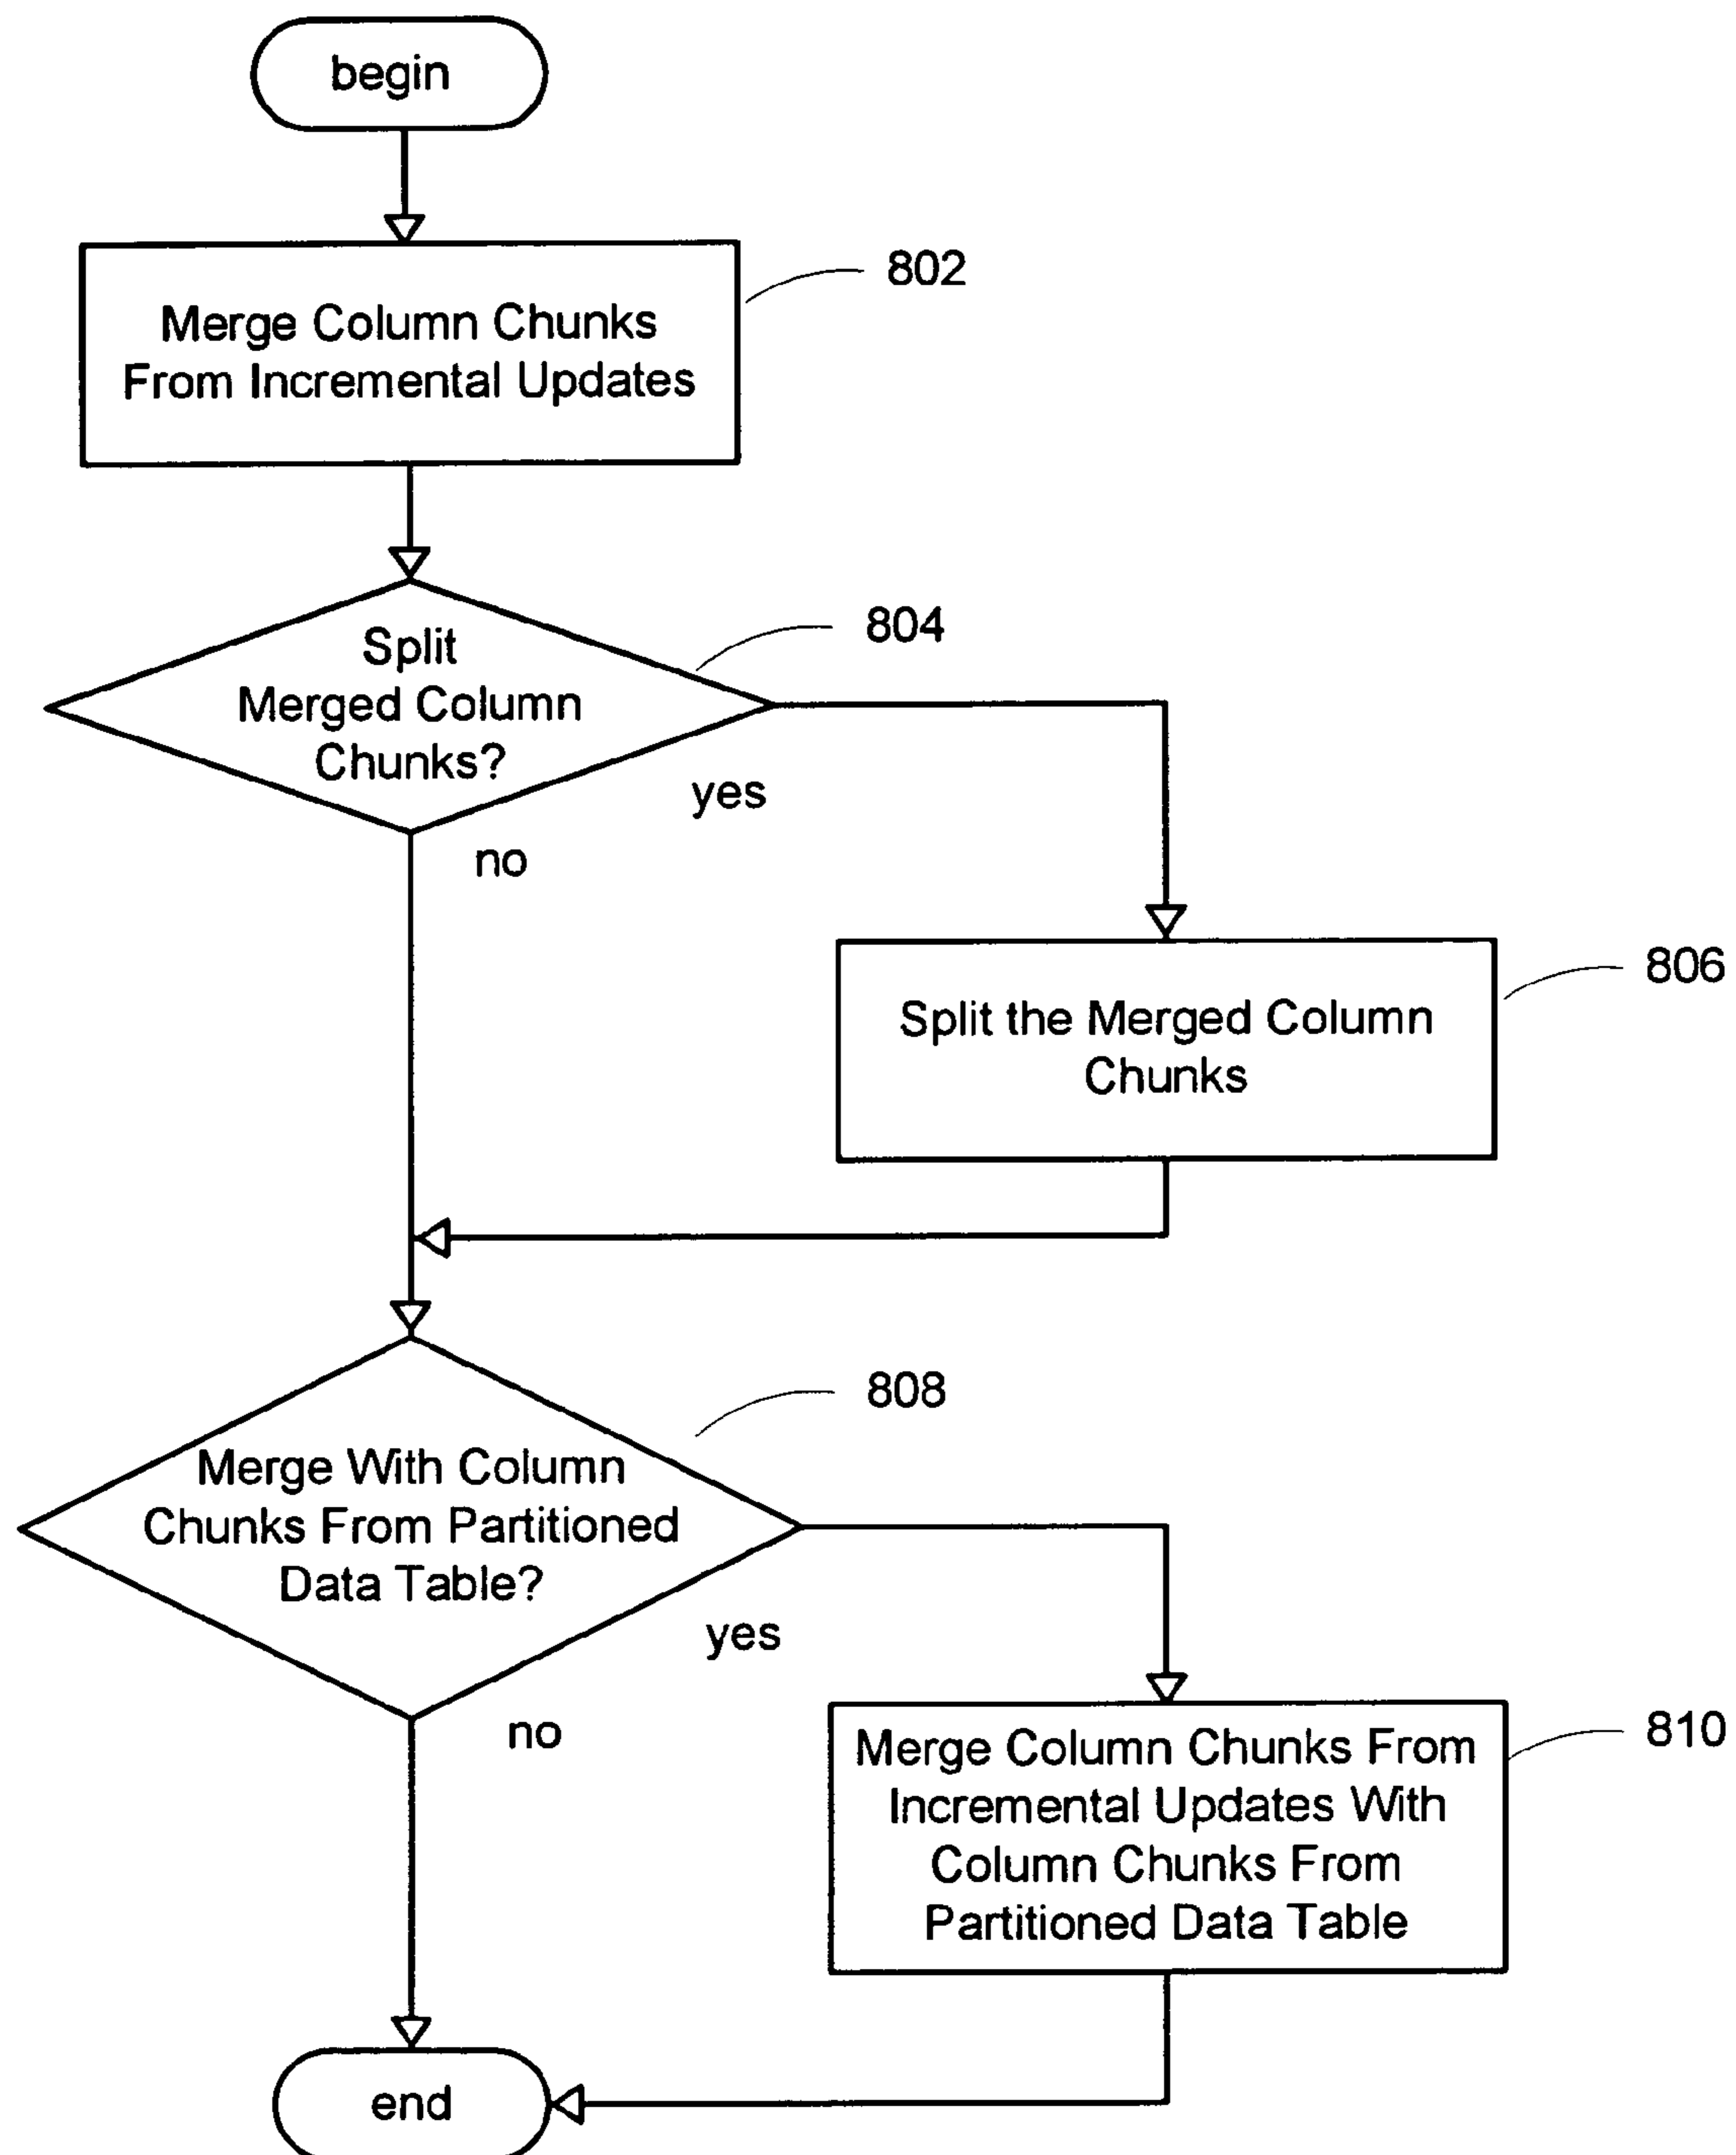 begin
802
Merge Column Chunks
From Incremental Updates
804
Split
Merged Column
Chunks?
yes
no
806
Split the Merged Column
Chunks
808
Merge With Column
Chunks From Partitioned
Data Table?
yes
no
810
Merge Column Chunks From
Incremental Updates With
Column Chunks From
Partitioned Data Table
end